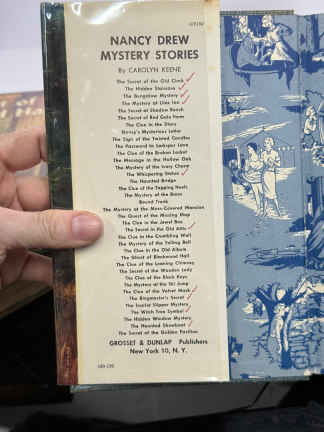 NANCY DREW
MYSTERY STORIES
By CAROLYN KEENE
The Secret of the Old Clock
The Hidden Staircase
The Bungalow Mystery
The Mystery at Lilac Inn
The Secret at Shadow Ranch
The Secret of Red Gate Farm
The Clue in the Diary
Nancy's Mysterious Letter
The Sign of the Twisted Candles
The Password to Larkspur Lane
The Clue of the Broken Locket
The Message in the Hollow Oak
The Mystery of the Ivory Charm
The Whispering Statue
The Haunted Bridge
The Clue of the Tapping Heels
The Mystery of the Brass
Bound Trunk
The Mystery at the Moss-Covered Mansion
The Quest of the Missing Map
The Clue in the Jewel Box
The Secret in the Old Attic
The Clue in the Crumbling Wall
The Mystery of the Tolling Bell
The Clue in the Old Album
The Ghost of Blackwood Hall
The Clue of the Leaning Chimney
The Secret of the Wooden Lady
The Clue of the Black Keys
The Mystery at the Ski Jump
The Clue of the Velvet Mask
The Ringmaster's Secret
The Scarlet Slipper Mystery
The Witch Tree Symbol
The Hidden Window Mystery
The Haunted Showboat
The Secret of the Golden Pavilion
GROSSET & DUNLAP Publishers
New York 10, N. Y.